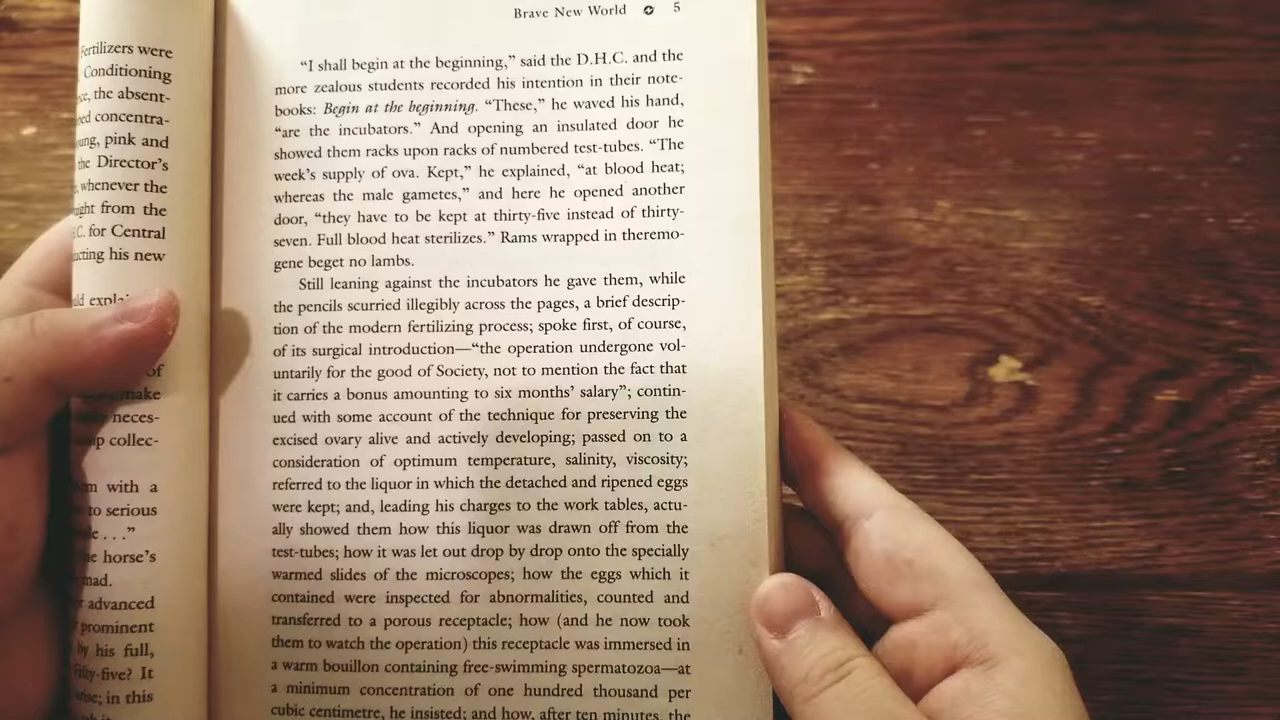 Fertilizers were
Conditioning
the absent-
concentra-
pink and
the Director's
whenever the
from the
for Central
his new
of
make
neces-
collec-
with a
to serious
. . ."
horse's
mad.
advanced
prominent
by his full,
fifty-five? It
in this
Brave New World 5
“I shall begin at the beginning,” said the D.H.C. and the
more zealous students recorded his intention in their note-
books: Begin at the beginning. “These,” he waved his hand,
“are the incubators.” And opening an insulated door he
showed them racks upon racks of numbered test-tubes. “The
week’s supply of ova. Kept,” he explained, “at blood heat;
whereas the male gametes,” and here he opened another
door, “they have to be kept at thirty-five instead of thirty-
seven. Full blood heat sterilizes.” Rams wrapped in theremo-
gene beget no lambs.
Still leaning against the incubators he gave them, while
the pencils scurried illegibly across the pages, a brief descrip-
tion of the modern fertilizing process; spoke first, of course,
of its surgical introduction—“the operation undergone vol-
untarily for the good of Society, not to mention the fact that
it carries a bonus amounting to six months’ salary”; contin-
ued with some account of the technique for preserving the
excised ovary alive and actively developing; passed on to a
consideration of optimum temperature, salinity, viscosity;
referred to the liquor in which the detached and ripened eggs
were kept; and, leading his charges to the work tables, actu-
ally showed them how this liquor was drawn off from the
test-tubes; how it was let out drop by drop onto the specially
warmed slides of the microscopes; how the eggs which it
contained were inspected for abnormalities, counted and
transferred to a porous receptacle; how (and he now took
them to watch the operation) this receptacle was immersed in
a warm bouillon containing free-swimming spermatozoa—at
a minimum concentration of one hundred thousand per
cubic centimetre, he insisted; and how, after ten minutes, the